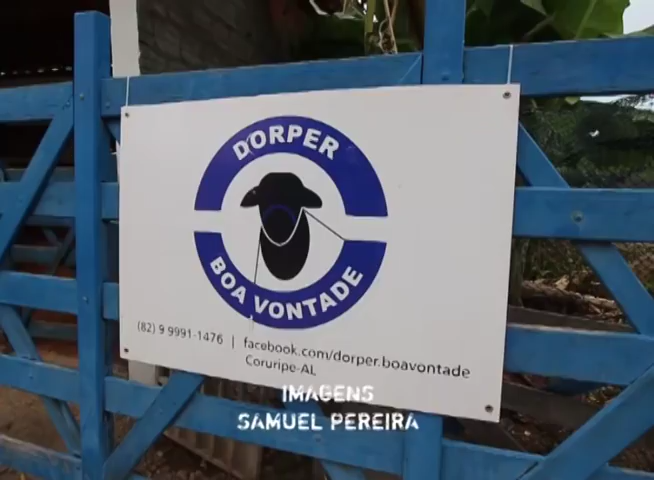 DORPER
BOA VONTADE
(82) 9 9991-1476 | facebook.com/dorper.boavontade
Coruripe-AL
IMAGENS
SAMUEL PEREIRA